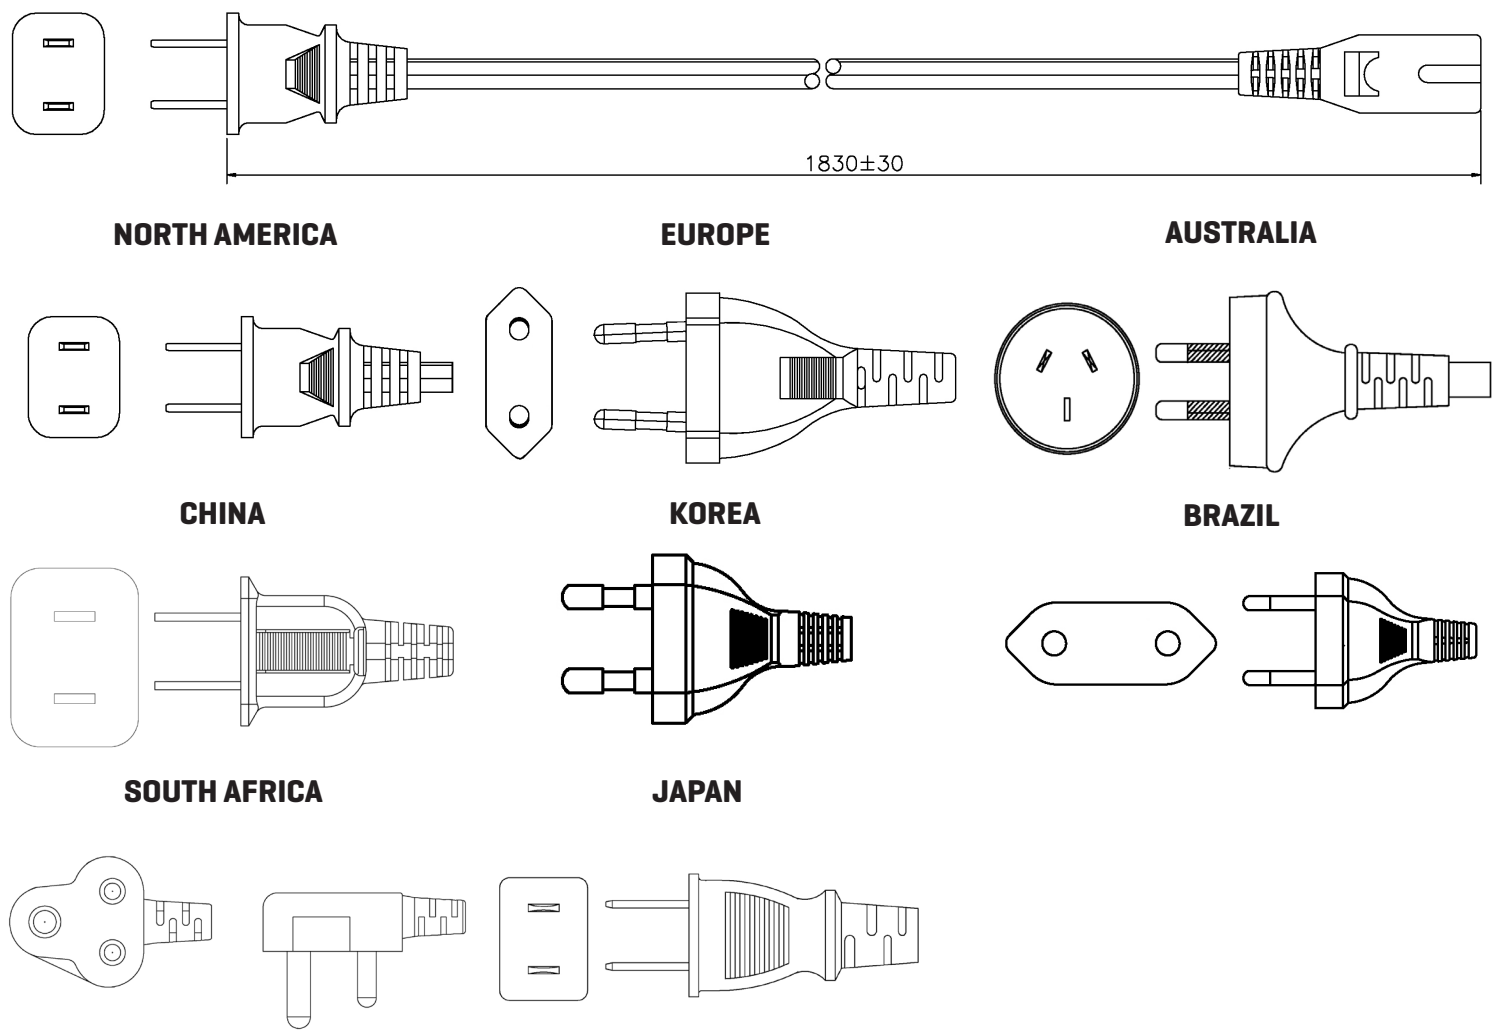 1830±30
NORTH AMERICA
EUROPE
AUSTRALIA
CHINA
KOREA
BRAZIL
SOUTH AFRICA
JAPAN